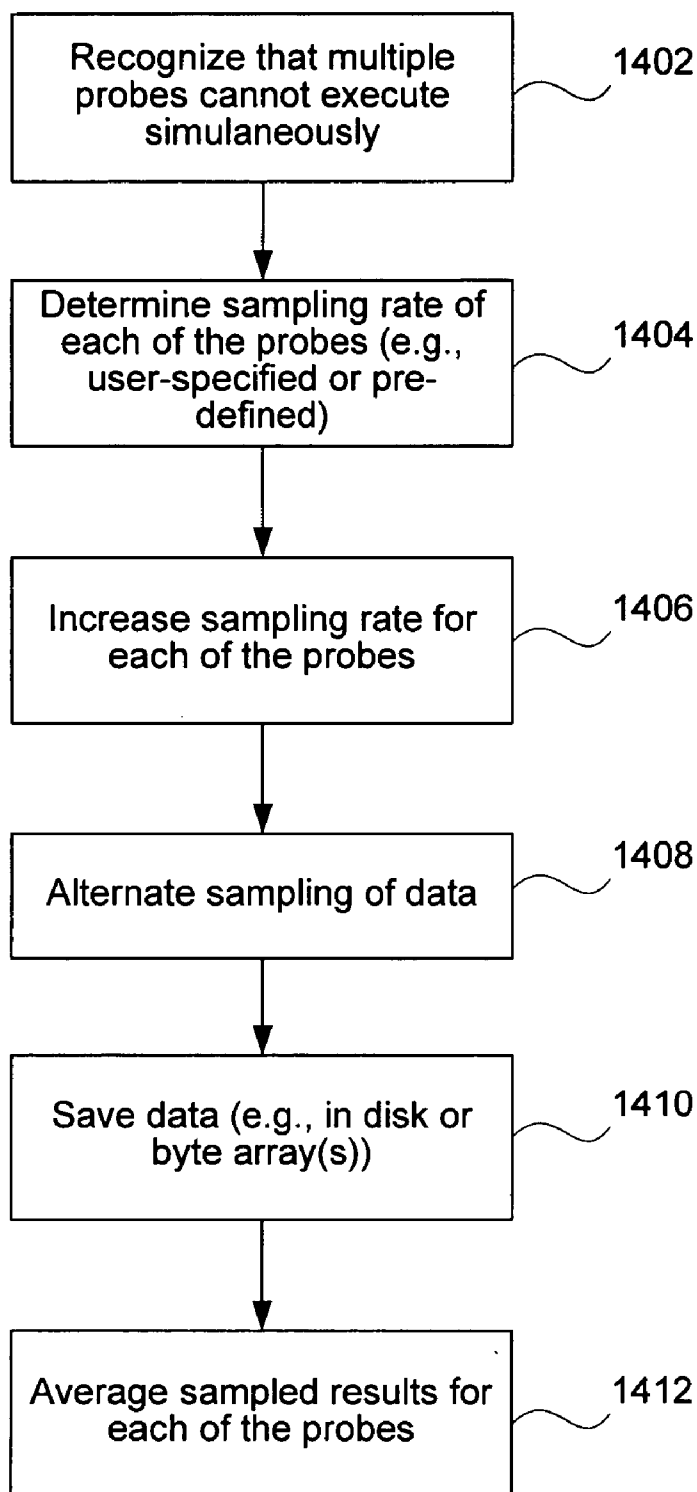 Recognize that multiple
probes cannot execute
simulaneously
1402
Determine sampling rate of
each of the probes (e.g.,
user-specified or pre-
defined)
1404
Increase sampling rate for
each of the probes
1406
Alternate sampling of data
1408
Save data (e.g., in disk or
byte array(s))
1410
Average sampled results for
each of the probes
1412